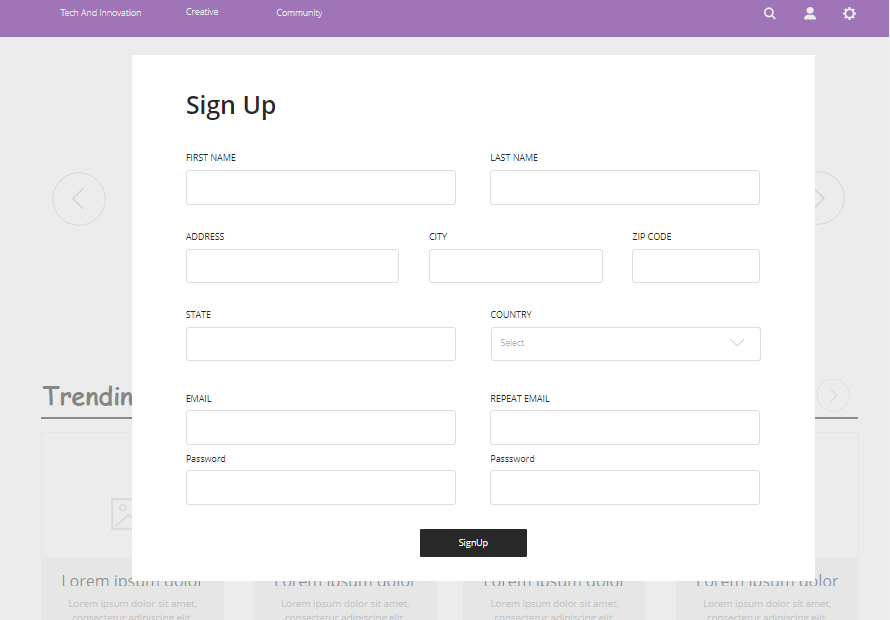 Tech And Innovation Creative Community
Sign Up
FIRST NAME LAST NAME
ADDRESS CITY ZIP CODE
STATE COUNTRY
Select
Trendin
EMAIL REPEAT EMAIL
Password Passsword
SignUp
Lorem ipsum dolor Lorem ipsum dolor Lorem ipsum dolor Lorem ipsum dolor
Lorem ipsum dolor sit amet, Lorem ipsum dolor sit amet, Lorem ipsum dolor sit amet, Lorem ipsum dolor sit amet,
consectetur adipiscing elit consectetur adipiscing elit consectetur adipiscing elit consectetur adipiscing elit